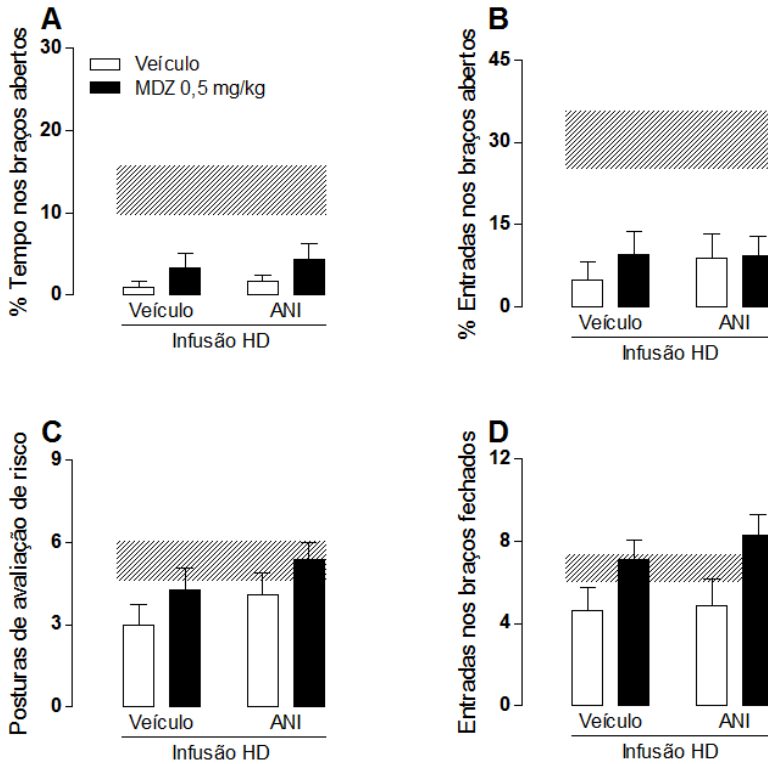 A
% Tempo nos braços abertos
30
20
10
0
Veículo
MDZ 0,5 mg/kg
Veículo ANI
Infusão HD
B
% Entradas nos braços abertos
45
30
15
0
Veículo ANI
Infusão HD
C
Posturas de avaliação de risco
9
6
3
0
Veículo ANI
Infusão HD
D
Entradas nos braços fechados
12
8
4
0
Veículo ANI
Infusão HD